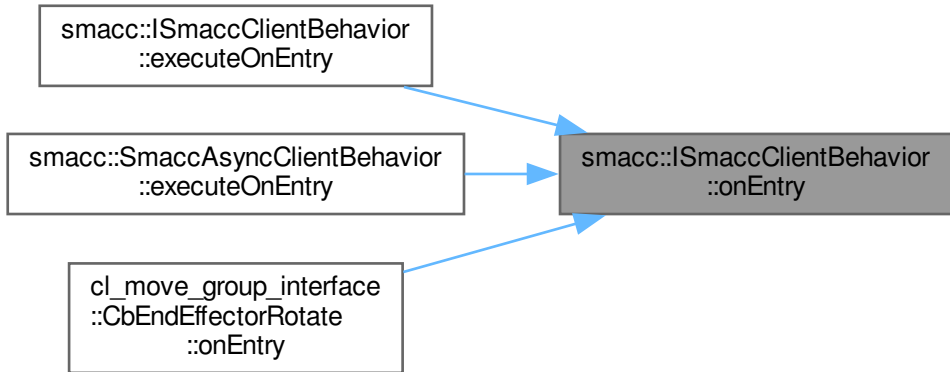 smacc::ISmaccClientBehavior
::executeOnEntry
smacc::SmaccAsyncClientBehavior
::executeOnEntry
cl_move_group_interface
::CbEndEffectorRotate
::onEntry
smacc::ISmaccClientBehavior
::onEntry